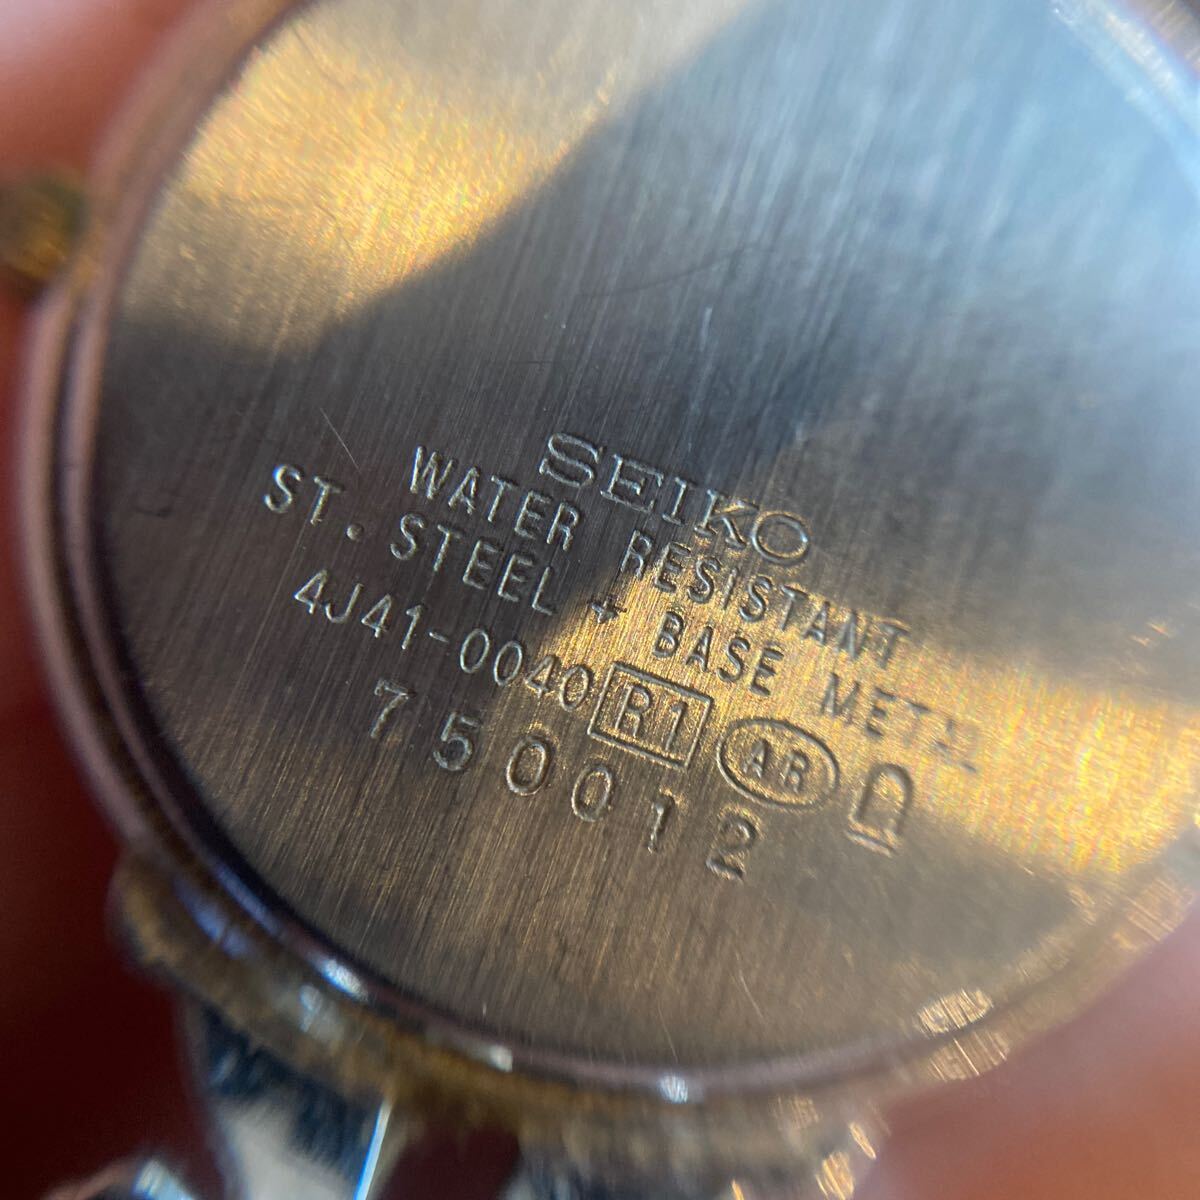 SEIKO
WATER RESISTANT
ST. STEEL + BASE METAL
4J41-0040 R1 AR
750012